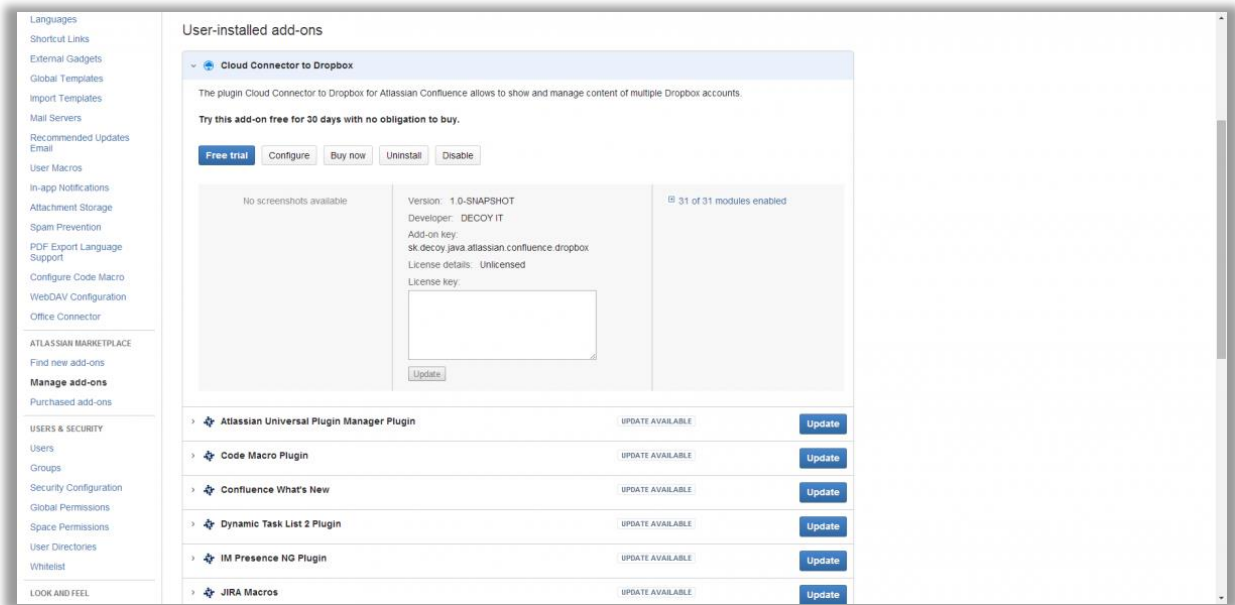 Languages
Shortcut Links
External Gadgets
Global Templates
Import Templates
Mail Servers
Recommended Updates
Email
User Macros
In-app Notifications
Attachment Storage
Spam Prevention
PDF Export Language
Support
Configure Code Macro
WebDAV Configuration
Office Connector
ATLASSIAN MARKETPLACE
Find new add-ons
Manage add-ons
Purchased add-ons
USERS & SECURITY
Users
Groups
Security Configuration
Global Permissions
Space Permissions
User Directories
Whitelist
LOOK AND FEEL
User-installed add-ons
Cloud Connector to Dropbox
The plugin Cloud Connector to Dropbox for Atlassian Confluence allows to show and manage content of multiple Dropbox accounts.
Try this add-on free for 30 days with no obligation to buy.
Free trial Configure Buy now Uninstall Disable
No screenshots available
Version: 1.0-SNAPSHOT
Developer: DECOY IT
Add-on key:
sk.decoy.java.atlassian.confluence.dropbox
License details: Unlicensed
License key:
Update
31 of 31 modules enabled
Atlassian Universal Plugin Manager Plugin UPDATE AVAILABLE Update
Code Macro Plugin UPDATE AVAILABLE Update
Confluence What's New UPDATE AVAILABLE Update
Dynamic Task List 2 Plugin UPDATE AVAILABLE Update
IM Presence NG Plugin UPDATE AVAILABLE Update
JIRA Macros UPDATE AVAILABLE Update